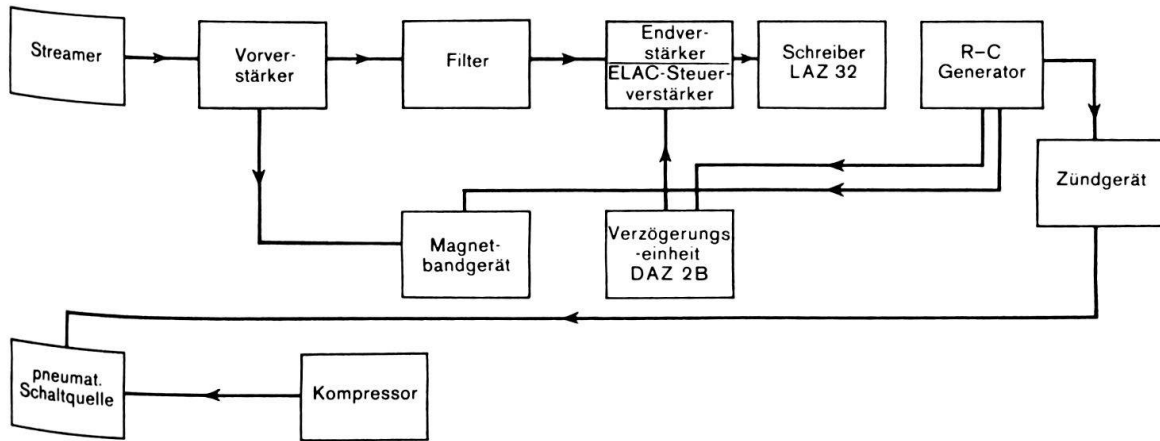 Streamer
Vorver-
stärker
Filter
Endver-
stärker
ELAC-Steuer-
verstärker
Schreiber
LAZ 32
R–C
Generator
Zündgerät
Magnet-
bandgerät
Verzögerungs
-einheit
DAZ 2B
pneumat.
Schaltquelle
Kompressor